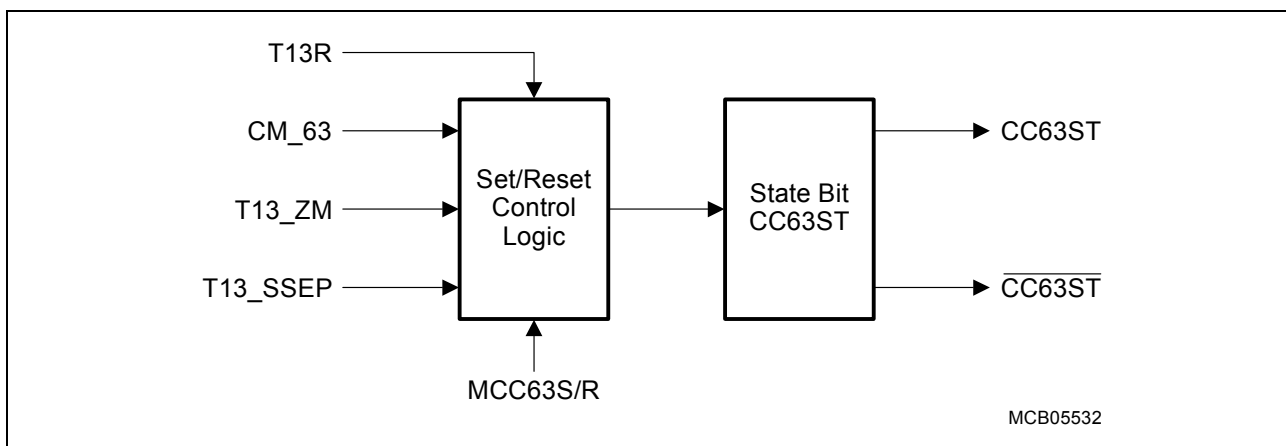 T13R
CM_63
T13_ZM
T13_SSEP
Set/Reset
Control
Logic
MCC63S/R
State Bit
CC63ST
CC63ST
CC63ST
MCB05532